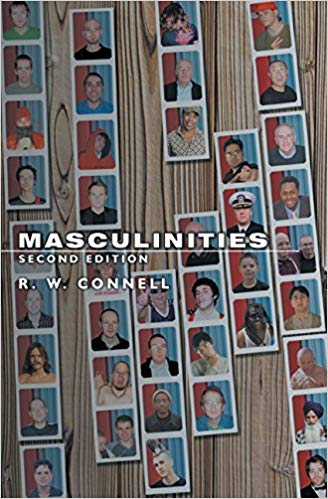 MASCULINITIES
SECOND EDITION
R. W. CONNELL